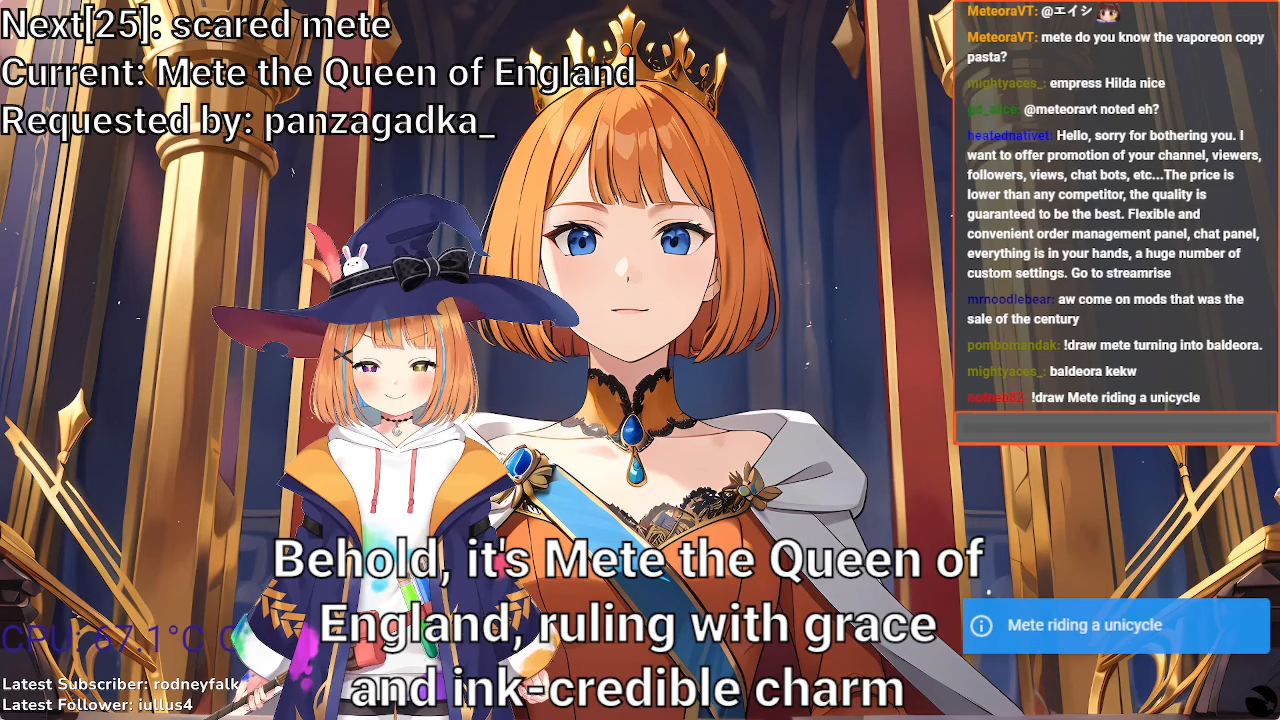 Next[25]: scared mete
Current: Mete the Queen of England
Requested by: panzagadka_
MeteoraVT: @エイシ
MeteoraVT: mete do you know the vaporeon copy
pasta?
mightyaces_: empress Hilda nice
@meteoravt noted eh?
heatednativet: Hello, sorry for bothering you. I
want to offer promotion of your channel, viewers,
followers, views, chat bots, etc...The price is
lower than any competitor, the quality is
guaranteed to be the best. Flexible and
convenient order management panel, chat panel,
everything is in your hands, a huge number of
custom settings. Go to streamrise
mrnoodlebear: aw come on mods that was the
sale of the century
pombomandak: !draw mete turning into baldeora.
mightyaces_: baldeora kekw
!draw Mete riding a unicycle
Behold, it's Mete the Queen of
England, ruling with grace
and ink-credible charm
Mete riding a unicycle
CPU: 67.1°C
Latest Subscriber: rodneyfalk
Latest Follower: iullus4